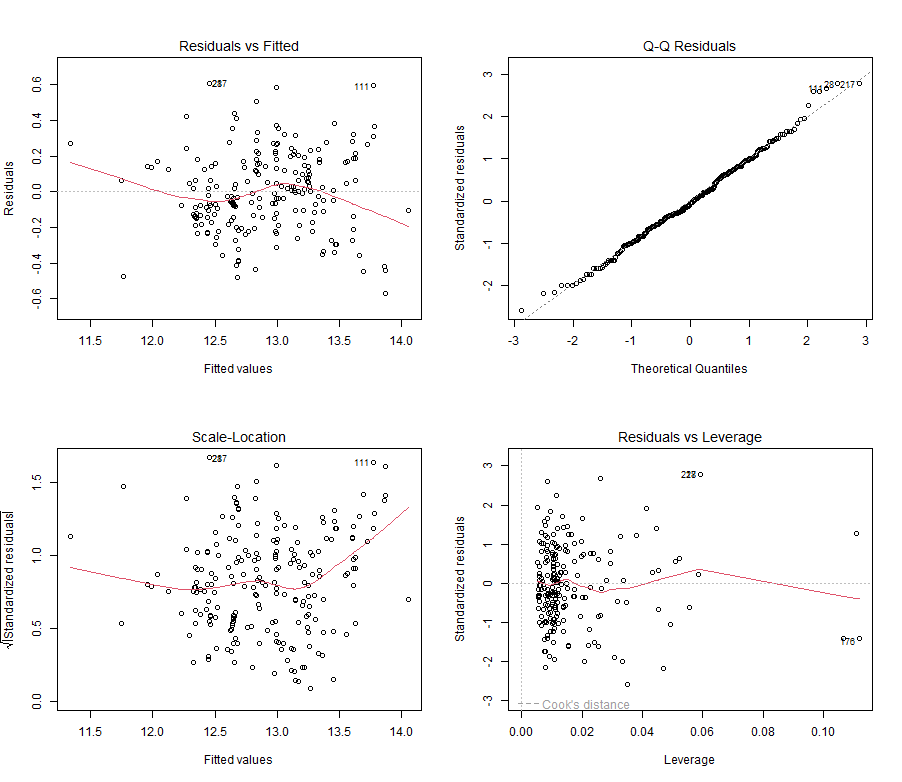 Residuals vs Fitted
Residuals
-0.6 -0.4 -0.2 0.0 0.2 0.4 0.6
111
11.5 12.0 12.5 13.0 13.5 14.0
Fitted values
Q-Q Residuals
Standardized residuals
-2 -1 0 1 2 3
28 217
-3 -2 -1 0 1 2 3
Theoretical Quantiles
Scale-Location
√|Standardized residuals|
0.0 0.5 1.0 1.5
111
11.5 12.0 12.5 13.0 13.5 14.0
Fitted values
Residuals vs Leverage
Standardized residuals
-3 -2 -1 0 1 2 3
176
Cook's distance
0.00 0.02 0.04 0.06 0.08 0.10
Leverage